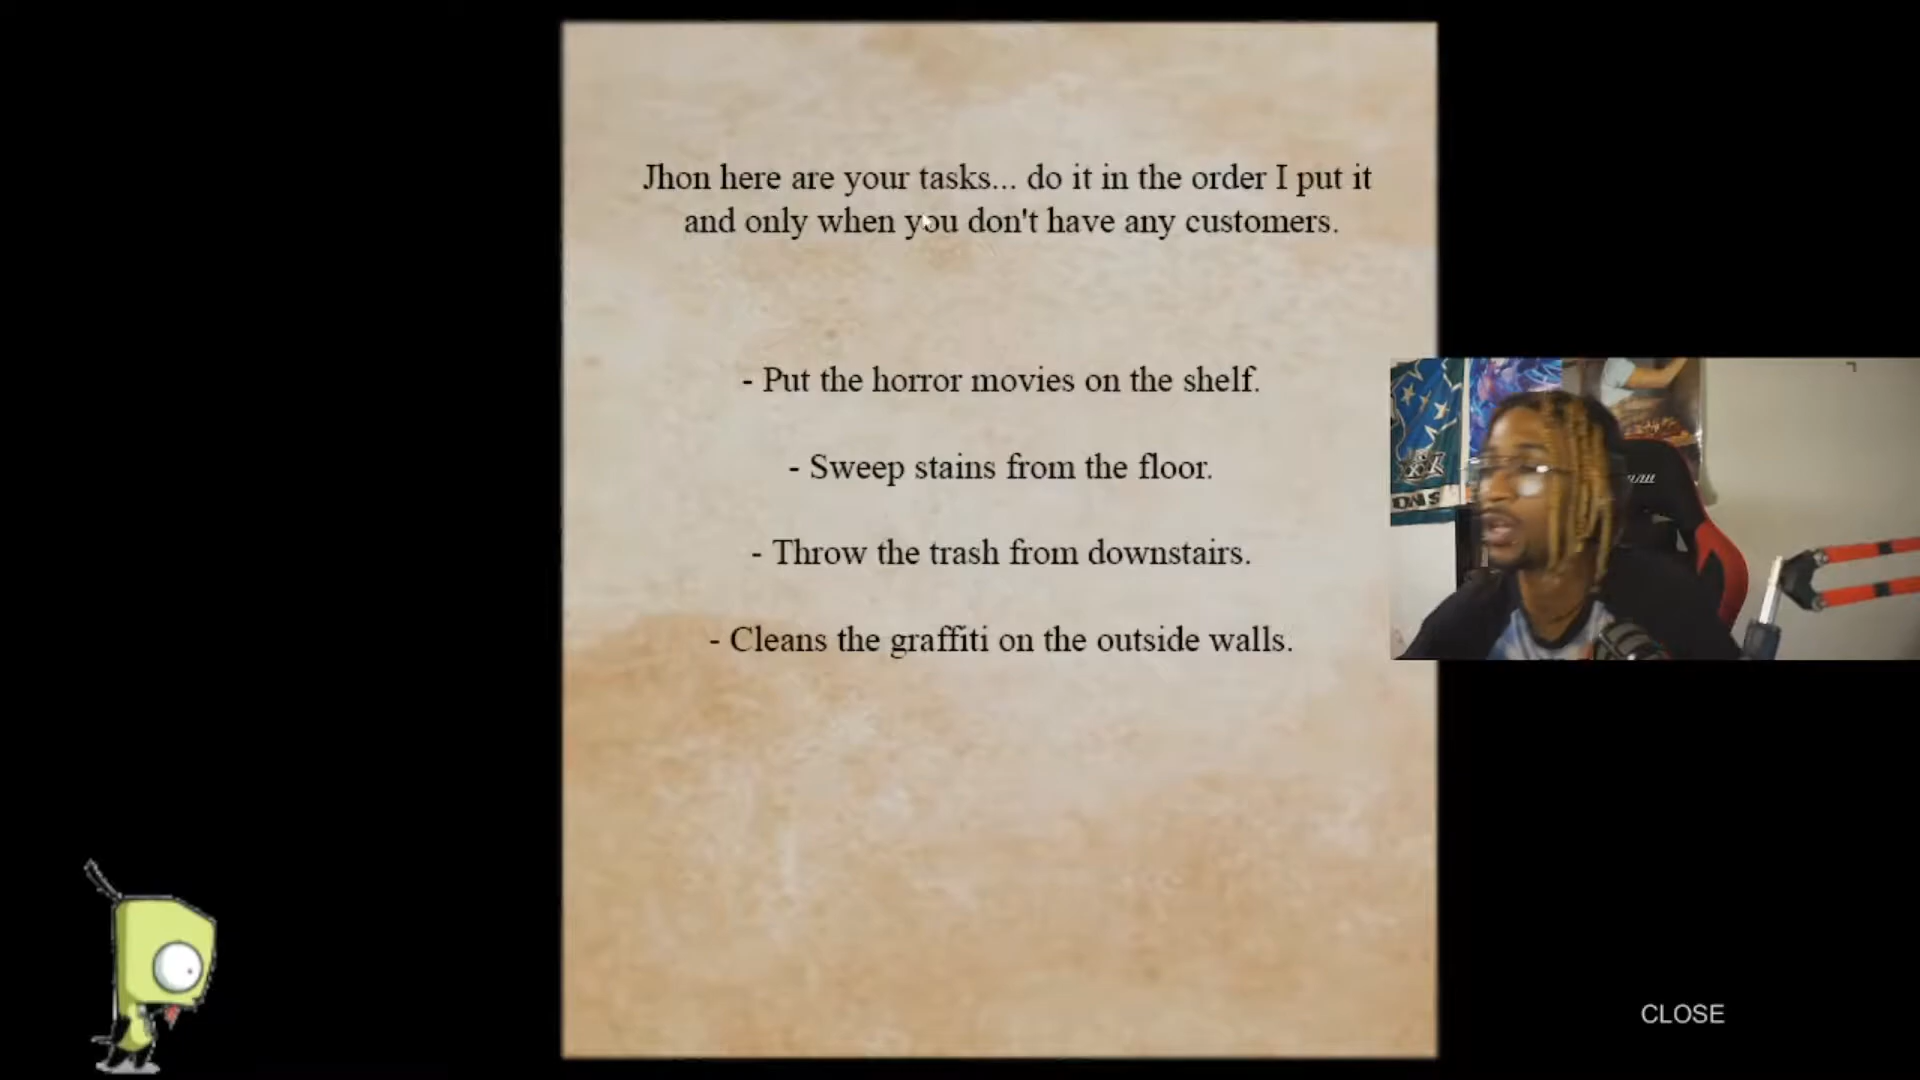 Jhon here are your tasks... do it in the order I put it
and only when you don't have any customers.
- Put the horror movies on the shelf.
- Sweep stains from the floor.
- Throw the trash from downstairs.
- Cleans the graffiti on the outside walls.
CLOSE